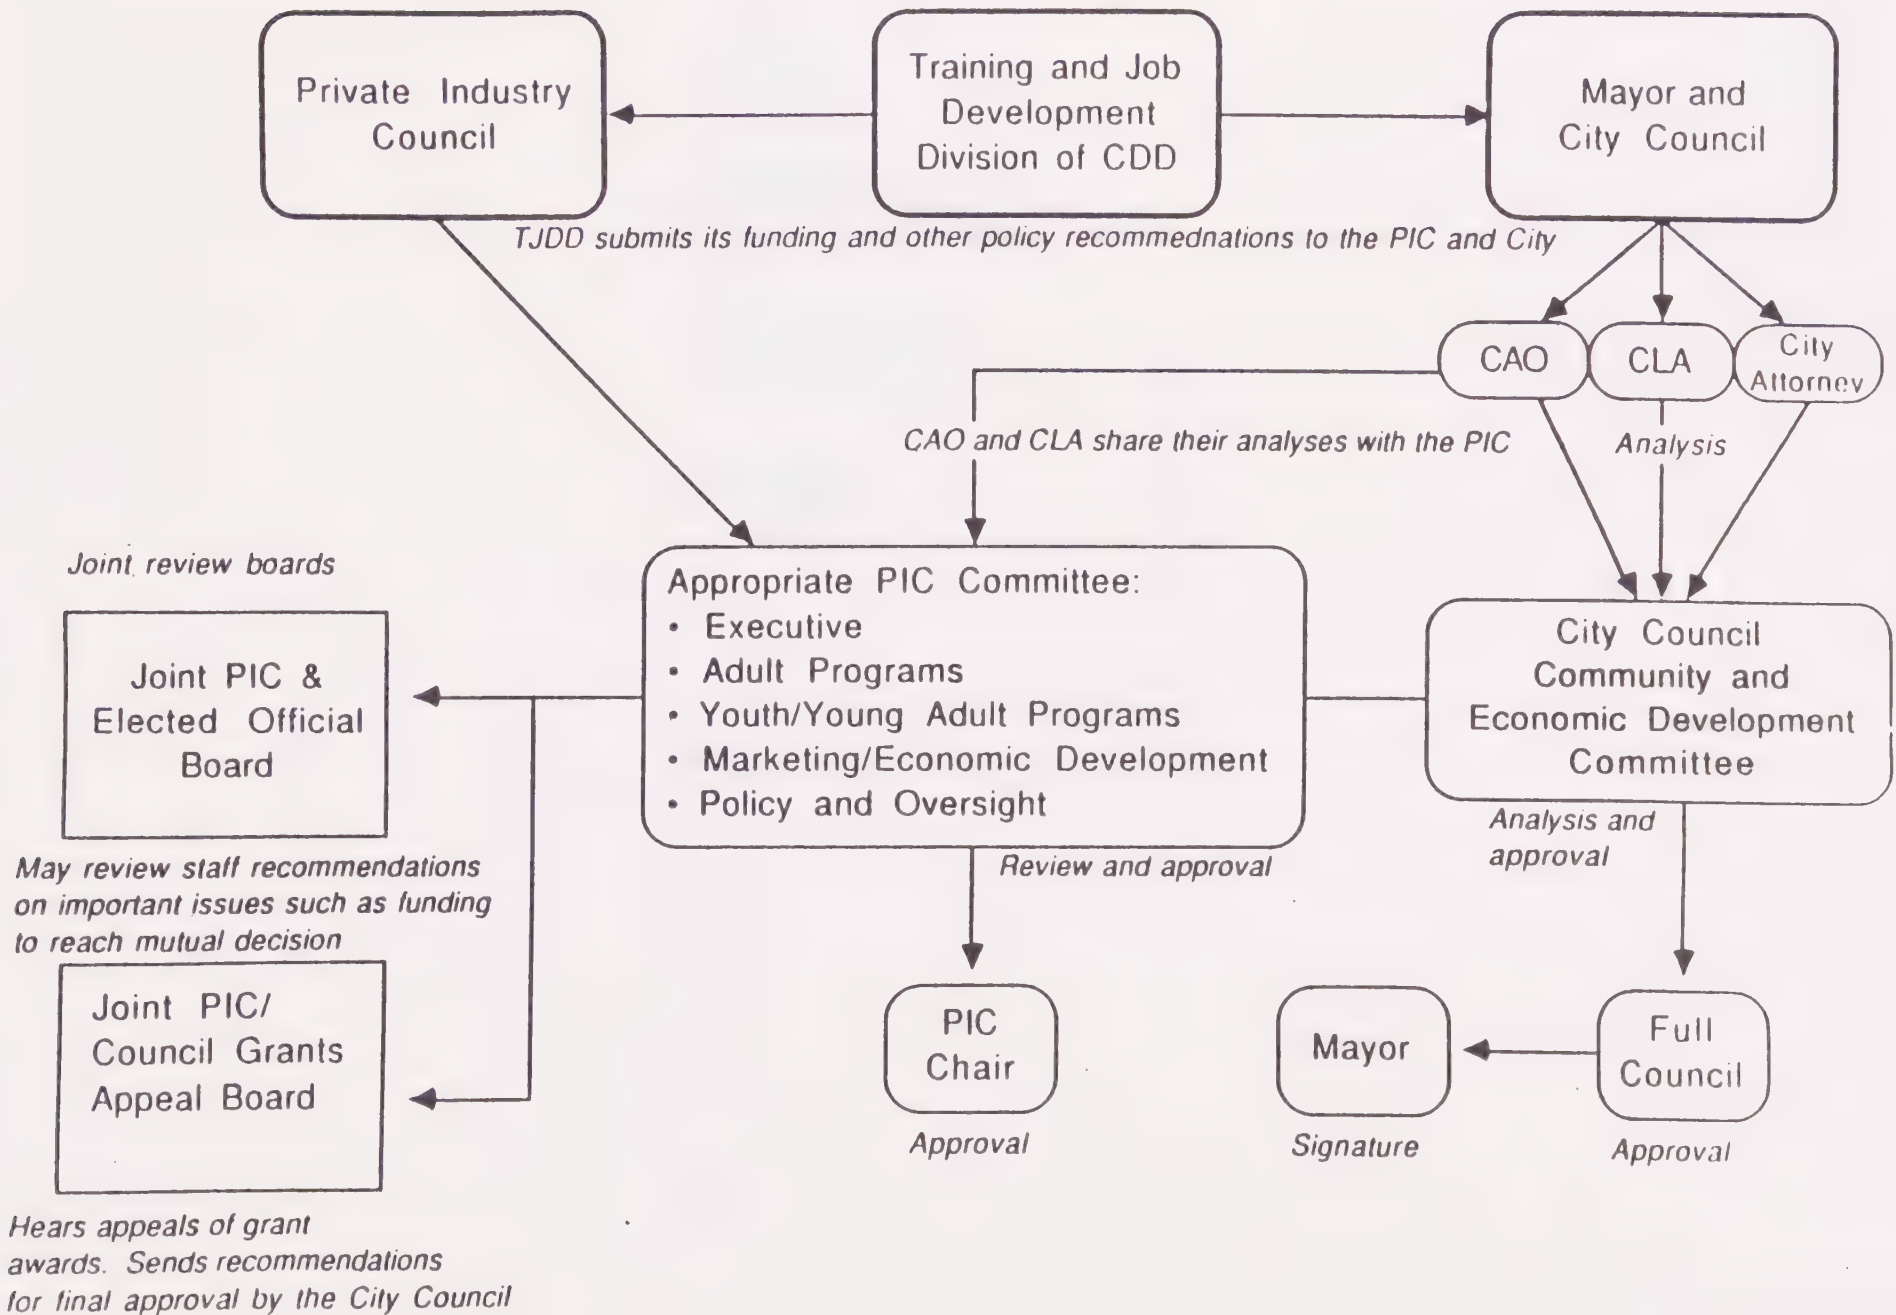 Private Industry
Council
Training and Job
Development
Division of CDD
Mayor and
City Council
TJDD submits its funding and other policy recommednations to the PIC and City
CAO
CLA
City
Attorney
CAO and CLA share their analyses with the PIC
Analysis
Joint review boards
Joint PIC &
Elected Official
Board
May review staff recommendations
on important issues such as funding
to reach mutual decision
Joint PIC/
Council Grants
Appeal Board
Hears appeals of grant
awards. Sends recommendations
for final approval by the City Council
Appropriate PIC Committee:
• Executive
• Adult Programs
• Youth/Young Adult Programs
• Marketing/Economic Development
• Policy and Oversight
Review and approval
PIC
Chair
Approval
City Council
Community and
Economic Development
Committee
Analysis and
approval
Mayor
Signature
Full
Council
Approval